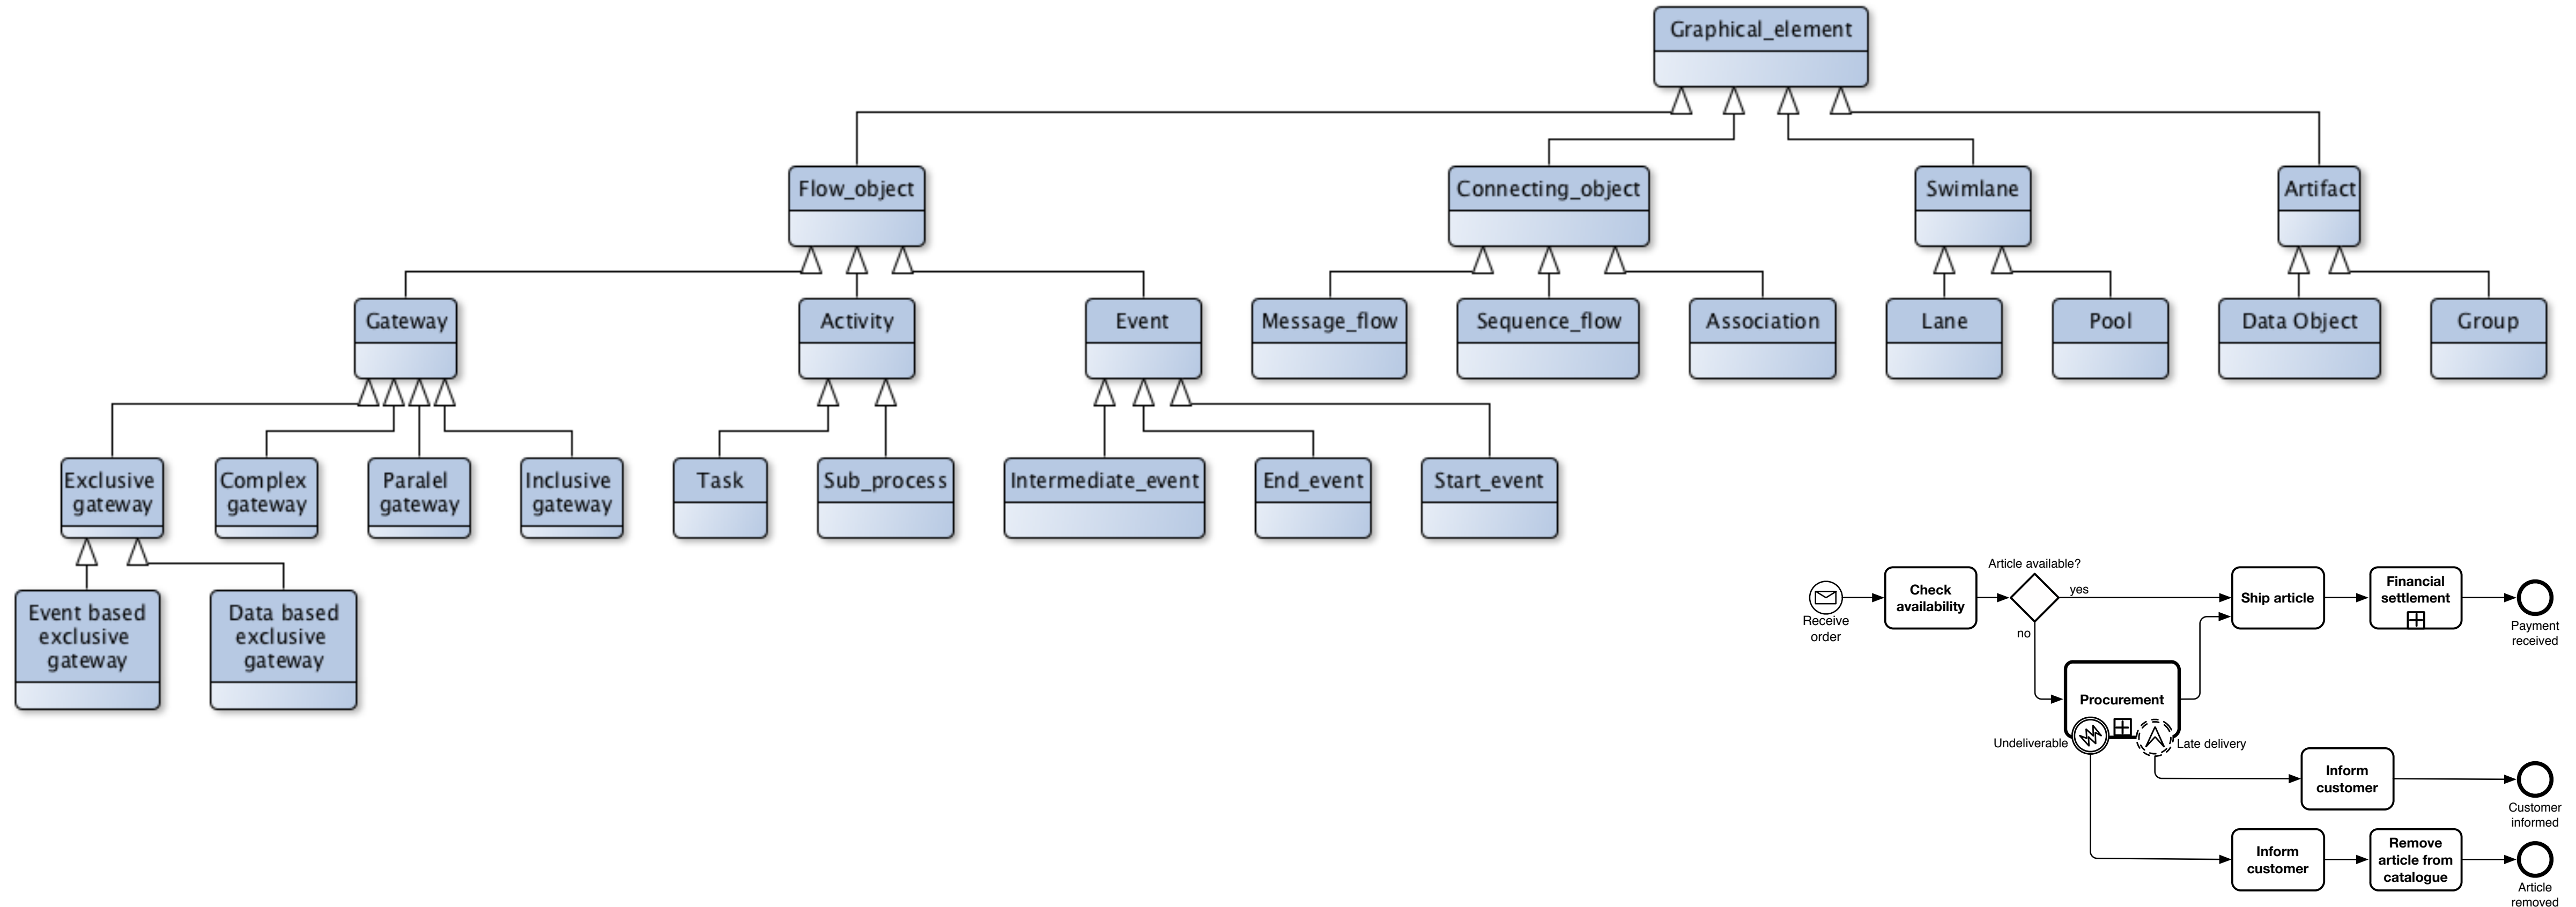 Graphical_element
Flow_object
Connecting_object
Swimlane
Artifact
Gateway
Activity
Event
Message_flow
Sequence_flow
Association
Lane
Pool
Data Object
Group
Exclusive
gateway
Complex
gateway
Paralel
gateway
Inclusive
gateway
Task
Sub_process
Intermediate_event
End_event
Start_event
Event based
exclusive
gateway
Data based
exclusive
gateway
Receive
order
Check
availability
Article available?
yes
no
Ship article
Financial
settlement
Payment
received
Procurement
Undeliverable
Late delivery
Inform
customer
Customer
informed
Inform
customer
Remove
article from
catalogue
Article
removed